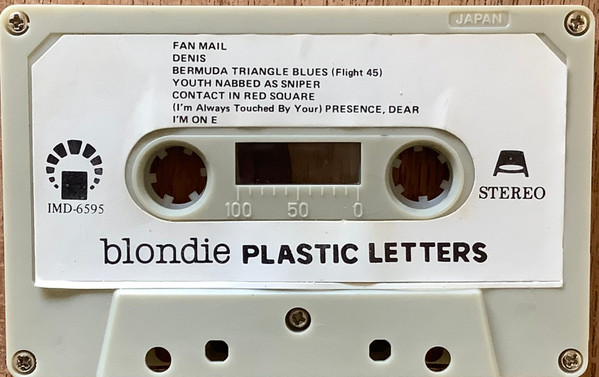 JAPAN
FAN MAIL
DENIS
BERMUDA TRIANGLE BLUES (Flight 45)
YOUTH NABBED AS SNIPER
CONTACT IN RED SQUARE
(I'm Always Touched By Your) PRESENCE, DEAR
I'M ON E
IMD-6595
100 50 0
STEREO
blondie PLASTIC LETTERS